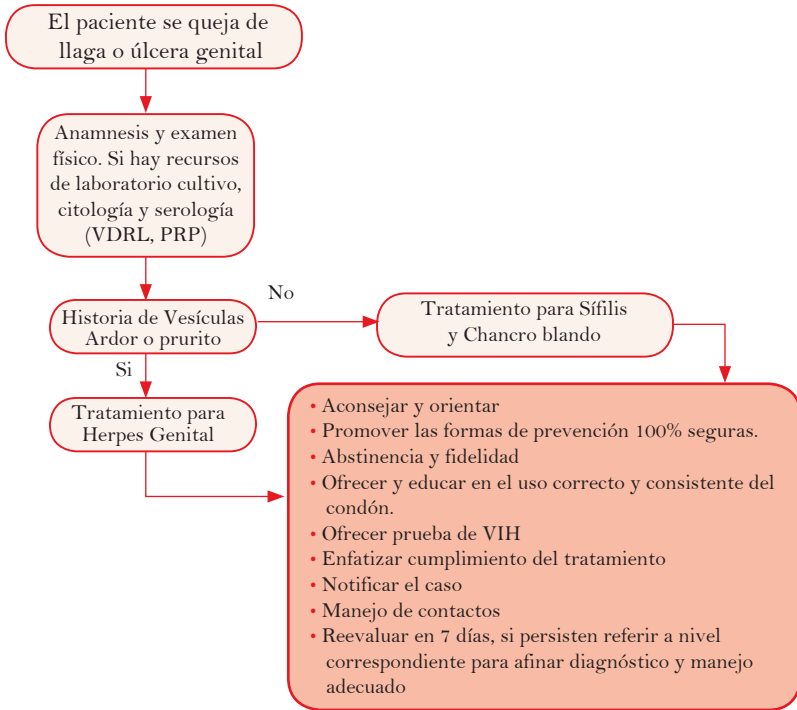 El paciente se queja de
llaga o úlcera genital
Anamnesis y examen
físico. Si hay recursos
de laboratorio cultivo,
citología y serología
(VDRL, PRP)
Historia de Vesículas
Ardor o prurito
No
Tratamiento para Sífilis
y Chancro blando
Si
Tratamiento para
Herpes Genital
• Aconsejar y orientar
• Promover las formas de prevención 100% seguras.
• Abstinencia y fidelidad
• Ofrecer y educar en el uso correcto y consistente del
condón.
• Ofrecer prueba de VIH
• Enfatizar cumplimiento del tratamiento
• Notificar el caso
• Manejo de contactos
• Reevaluar en 7 días, si persisten referir a nivel
correspondiente para afinar diagnóstico y manejo
adecuado